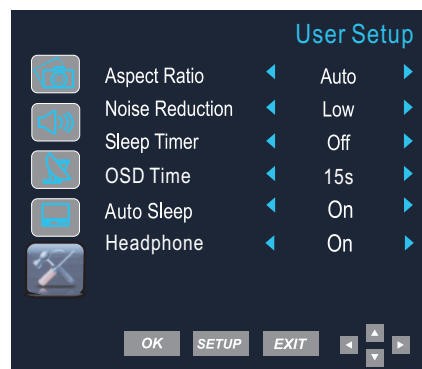 User Setup
Aspect Ratio Auto
Noise Reduction Low
Sleep Timer Off
OSD Time 15s
Auto Sleep On
Headphone On
OK SETUP EXIT